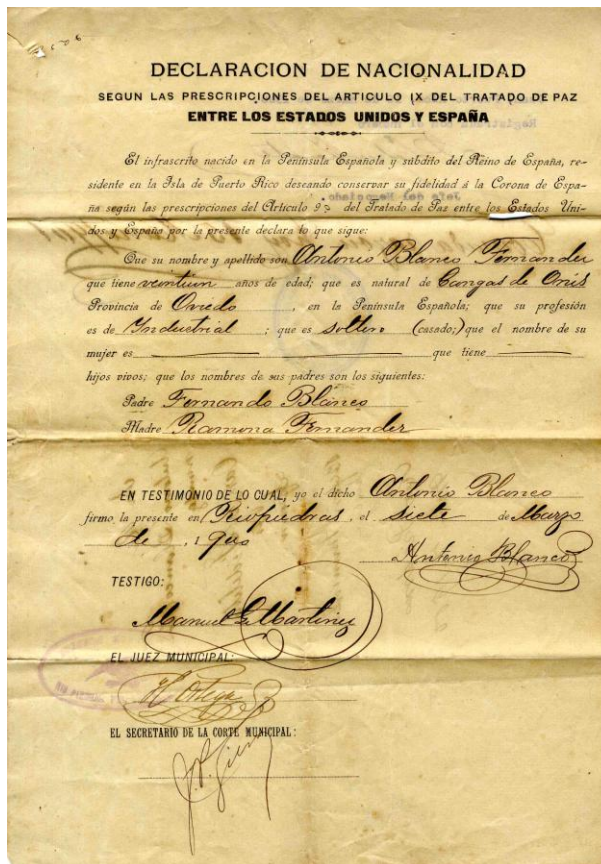 DECLARACION DE NACIONALIDAD
SEGUN LAS PRESCRIPCIONES DEL ARTICULO IX DEL TRATADO DE PAZ
ENTRE LOS ESTADOS UNIDOS Y ESPAÑA
El infrascrito nacido en la Península Española y súbdito del Reino de España, re-
sidente en la Isla de Puerto Rico deseando conservar su fidelidad á la Corona de Espa-
ña según las prescripciones del Artículo 9º del Tratado de Paz entre los Estados Uni-
dos y España por la presente declara lo que sigue:
Que su nombre y apellido son Antonio Blanco Fernandez
que tiene veintiun años de edad; que es natural de Cangas de Onis
Provincia de Oviedo, en la Península Española; que su profesión
es de Industrial; que es soltero (casado;) que el nombre de su
mujer es que tiene
hijos vivos; que los nombres de sus padres son los siguientes:
Padre Fernando Blanco
Madre Ramona Fernandez
EN TESTIMONIO DE LO CUAL, yo el dicho Antonio Blanco
firmo la presente en Riopiedras, el siete de Marzo
de 1900
Antonio Blanco
TESTIGO:
Manuel G Martinez
EL JUEZ MUNICIPAL:
EL SECRETARIO DE LA CORTE MUNICIPAL: